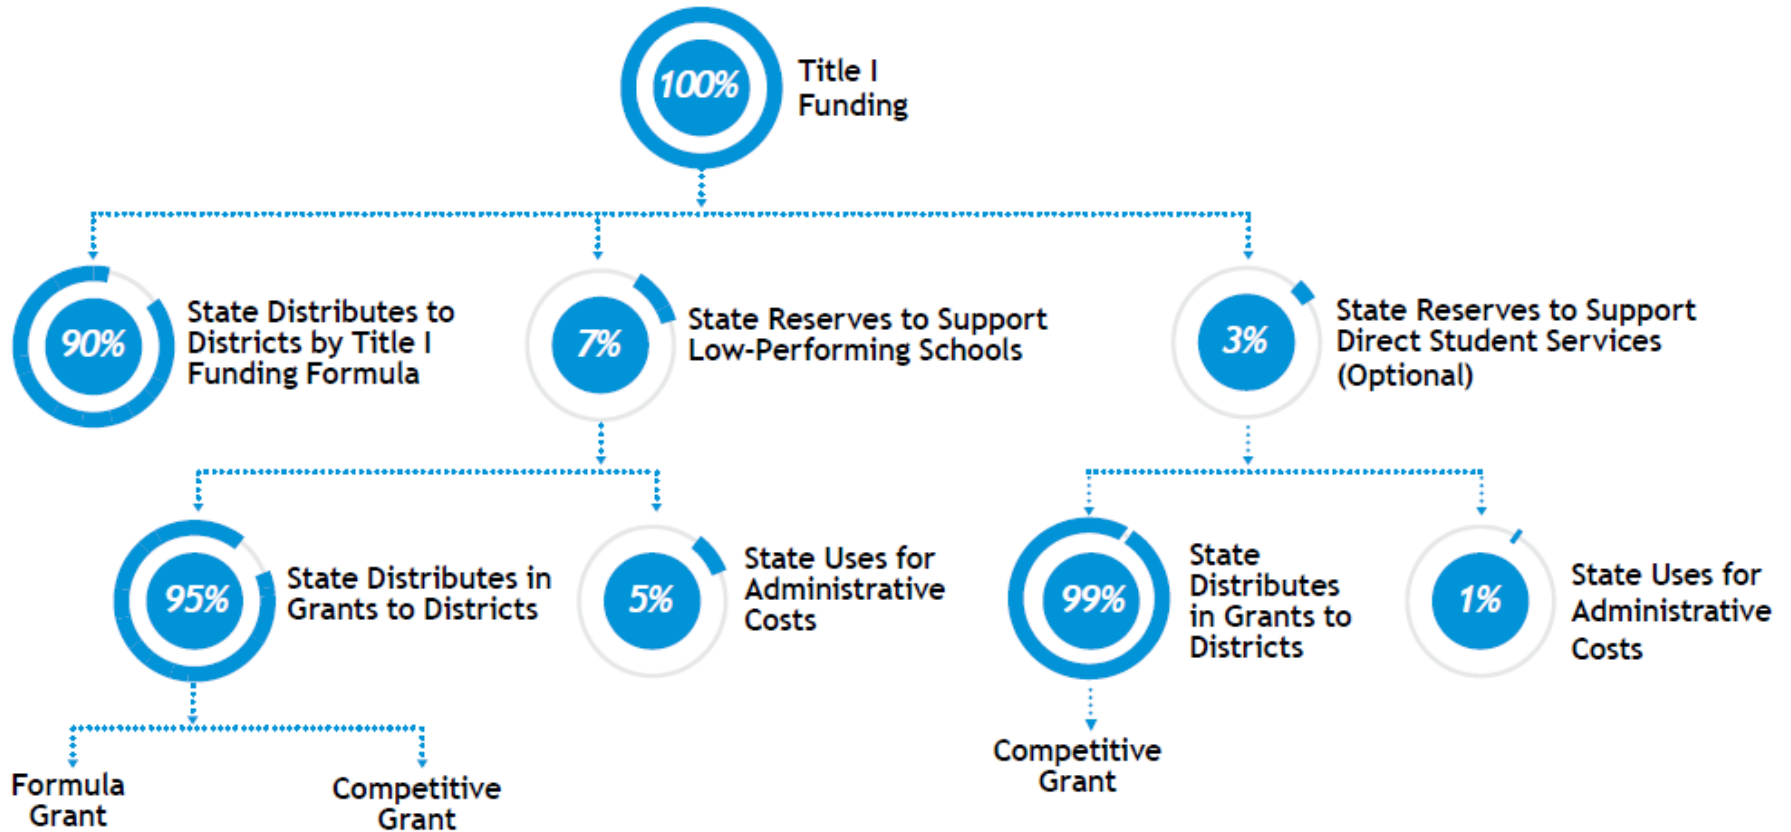 100%
Title I
Funding
90%
State Distributes to
Districts by Title I
Funding Formula
7%
State Reserves to Support
Low-Performing Schools
3%
State Reserves to Support
Direct Student Services
(Optional)
95%
State Distributes in
Grants to Districts
5%
State Uses for
Administrative
Costs
99%
State
Distributes
in Grants to
Districts
1%
State Uses for
Administrative
Costs
Formula
Grant
Competitive
Grant
Competitive
Grant